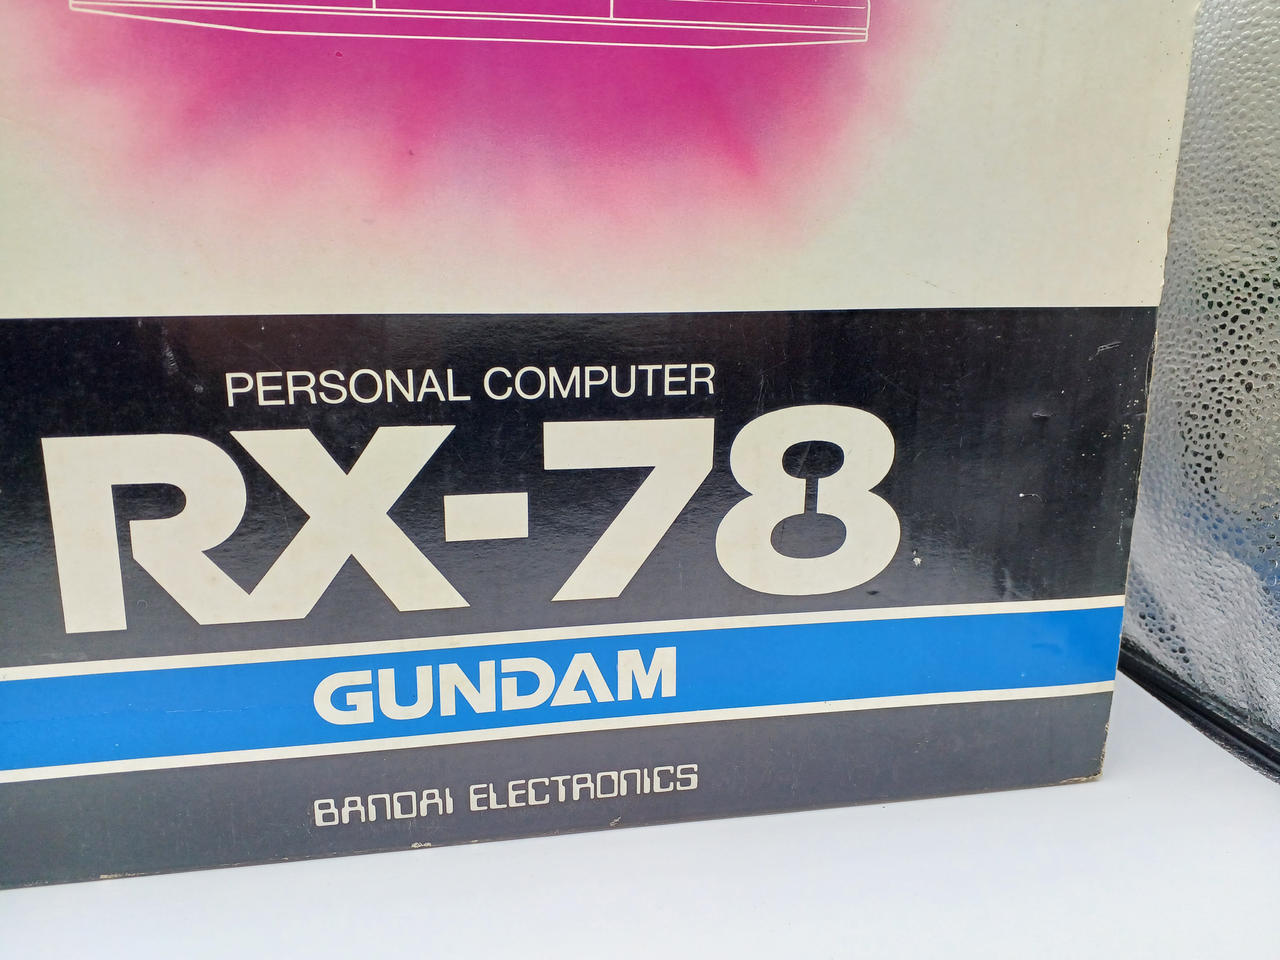 PERSONAL COMPUTER
RX-78
GUNDAM
BANDAI ELECTRONICS